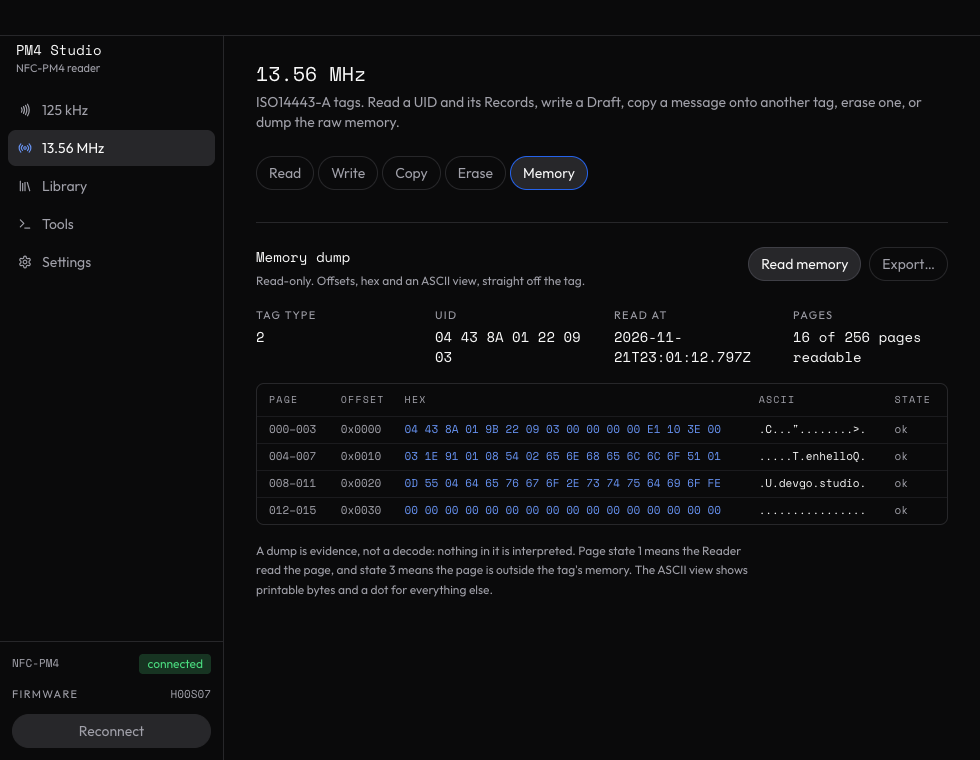 PM4 Studio
NFC-PM4 reader
125 kHz
13.56 MHz
Library
Tools
Settings
NFC-PM4 connected
FIRMWARE H00S07
Reconnect
13.56 MHz
ISO14443-A tags. Read a UID and its Records, write a Draft, copy a message onto another tag, erase one, or
dump the raw memory.
Read Write Copy Erase Memory
Memory dump
Read-only. Offsets, hex and an ASCII view, straight off the tag.
Read memory Export...
TAG TYPE UID READ AT PAGES
2 04 43 8A 01 22 09 2026-11- 16 of 256 pages
03 21T23:01:12.797Z readable
PAGE OFFSET HEX ASCII STATE
000–003 0x0000 04 43 8A 01 9B 22 09 03 00 00 00 00 E1 10 3E 00 .C..."........>. ok
004–007 0x0010 03 1E 91 01 08 54 02 65 6E 68 65 6C 6C 6F 51 01 .....T.enhelloQ. ok
008–011 0x0020 0D 55 04 64 65 76 67 6F 2E 73 74 75 64 69 6F FE .U.devgo.studio. ok
012–015 0x0030 00 00 00 00 00 00 00 00 00 00 00 00 00 00 00 00 ................ ok
A dump is evidence, not a decode: nothing in it is interpreted. Page state 1 means the Reader
read the page, and state 3 means the page is outside the tag's memory. The ASCII view shows
printable bytes and a dot for everything else.